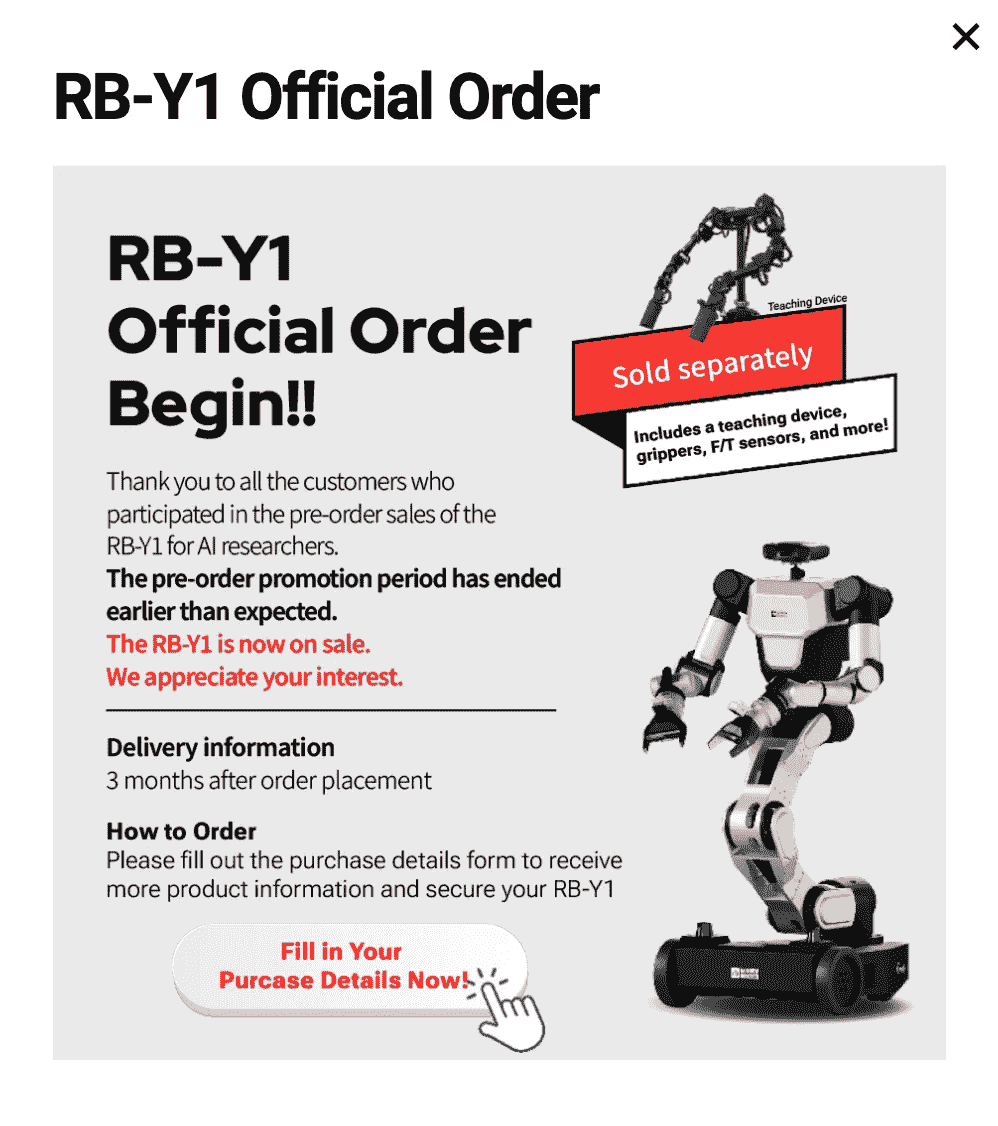 RB-Y1 Official Order
RB-Y1
Official Order
Begin!!
Teaching Device
Sold separately
Includes a teaching device,
grippers, F/T sensors, and more!
Thank you to all the customers who
participated in the pre-order sales of the
RB-Y1 for AI researchers.
The pre-order promotion period has ended
earlier than expected.
The RB-Y1 is now on sale.
We appreciate your interest.
Delivery information
3 months after order placement
How to Order
Please fill out the purchase details form to receive
more product information and secure your RB-Y1
Fill in Your
Purcase Details Now!